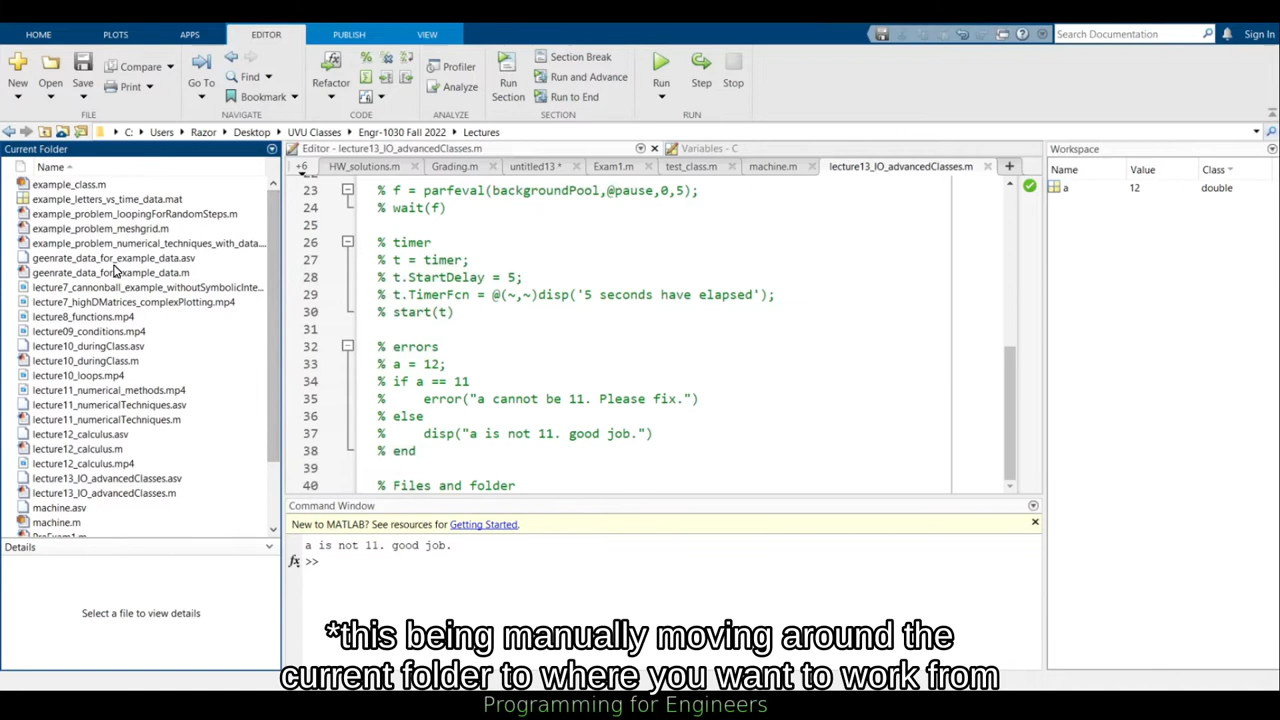 HOME PLOTS APPS EDITOR PUBLISH VIEW Search Documentation Sign In
New Open Save Compare Print Go To Find Bookmark Refactor Profiler Analyze Run Section Section Break Run and Advance Run to End Run Step Stop
FILE NAVIGATE CODE ANALYZE SECTION RUN
C: Users Razor Desktop UVU Classes Engr-1030 Fall 2022 Lectures
Current Folder
Name
example_class.m
example_letters_vs_time_data.mat
example_problem_loopingForRandomSteps.m
example_problem_meshgrid.m
example_problem_numerical_techniques_with_data....
geenrate_data_for_example_data.asv
geenrate_data_for_example_data.m
lecture7_cannonball_example_withoutSymbolicInte...
lecture7_highDMatrices_complexPlotting.mp4
lecture8_functions.mp4
lecture09_conditions.mp4
lecture10_duringClass.asv
lecture10_duringClass.m
lecture10_loops.mp4
lecture11_numerical_methods.mp4
lecture11_numericalTechniques.asv
lecture11_numericalTechniques.m
lecture12_calculus.asv
lecture12_calculus.m
lecture12_calculus.mp4
lecture13_IO_advancedClasses.asv
lecture13_IO_advancedClasses.m
machine.asv
machine.m
Details
Select a file to view details
Editor - lecture13_IO_advancedClasses.m
Variables - C
+6 HW_solutions.m Grading.m untitled13 * Exam1.m test_class.m machine.m lecture13_IO_advancedClasses.m
23 % f = parfeval(backgroundPool,@pause,0,5);
24 % wait(f)
25
26 % timer
27 % t = timer;
28 % t.StartDelay = 5;
29 % t.TimerFcn = @(~,~)disp('5 seconds have elapsed');
30 % start(t)
31
32 % errors
33 % a = 12;
34 % if a == 11
35 % error("a cannot be 11. Please fix.")
36 % else
37 % disp("a is not 11. good job.")
38 % end
39
40 % Files and folder
Command Window
New to MATLAB? See resources for Getting Started.
a is not 11. good job.
fx >>
Workspace
Name Value Class
a 12 double
*this being manually moving around the
current folder to where you want to work from
Programming for Engineers